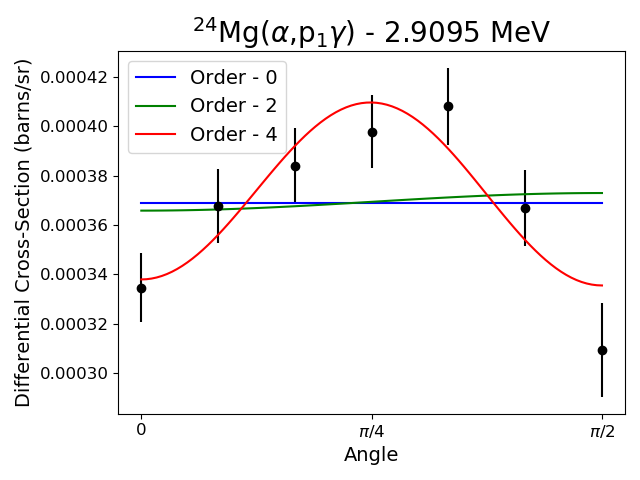 ²⁴Mg(α,p₁γ) - 2.9095 MeV
Order - 0
Order - 2
Order - 4
Differential Cross-Section (barns/sr)
0.00042
0.00040
0.00038
0.00036
0.00034
0.00032
0.00030
0
π/4
π/2
Angle